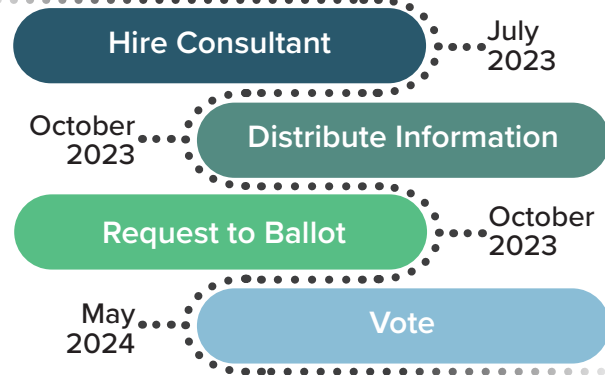 Hire Consultant
July
2023
October
2023
Distribute Information
Request to Ballot
October
2023
May
2024
Vote